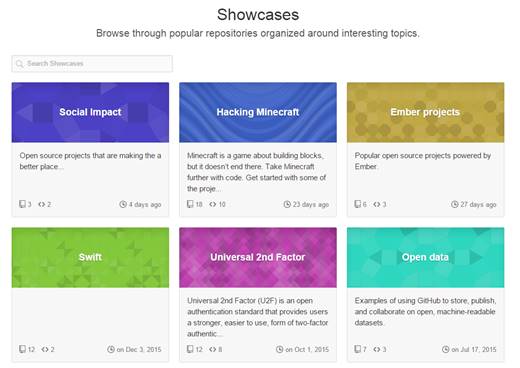 Showcases
Browse through popular repositories organized around interesting topics.
Search Showcases
Social Impact
Open source projects that are making the a
better place...
3 2 4 days ago
Hacking Minecraft
Minecraft is a game about building blocks,
but it doesn't end there. Take Minecraft
further with code. Get started with some of
the proje...
18 10 23 days ago
Ember projects
Popular open source projects powered by
Ember.
6 3 27 days ago
Swift
12 2 on Dec 3, 2015
Universal 2nd Factor
Universal 2nd Factor (U2F) is an open
authentication standard that provides users
a stronger, easier to use, form of two-factor
authentic...
12 8 on Oct 1, 2015
Open data
Examples of using GitHub to store, publish,
and collaborate on open, machine-readable
datasets.
7 3 on Jul 17, 2015